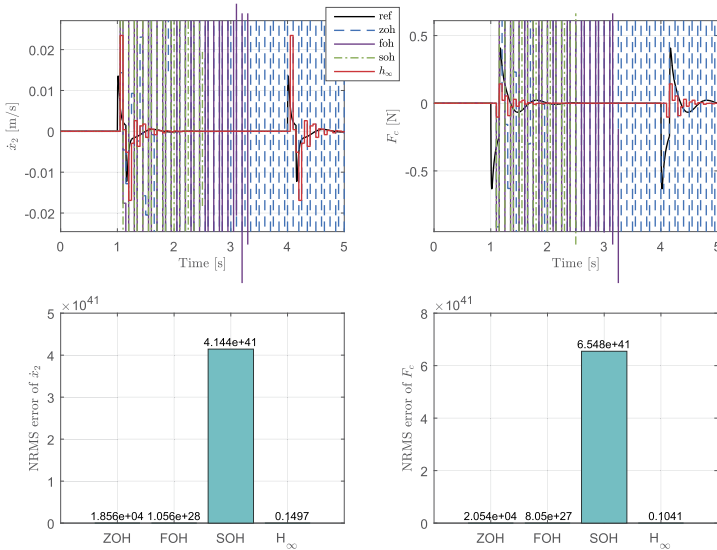 0.02
0.01
0
-0.01
-0.02
ẋ₂ [m/s]
0 1 2 3 4 5
Time [s]
ref
zoh
foh
soh
h∞
0.5
0
-0.5
F_c [N]
0 1 2 3 4 5
Time [s]
×10^41
5
4
3
2
1
0
NRMS error of ẋ₂
4.144e+41
1.856e+04 1.056e+28 0.1497
ZOH FOH SOH H∞
×10^41
8
6
4
2
0
NRMS error of F_c
6.548e+41
2.054e+04 8.05e+27 0.1041
ZOH FOH SOH H∞